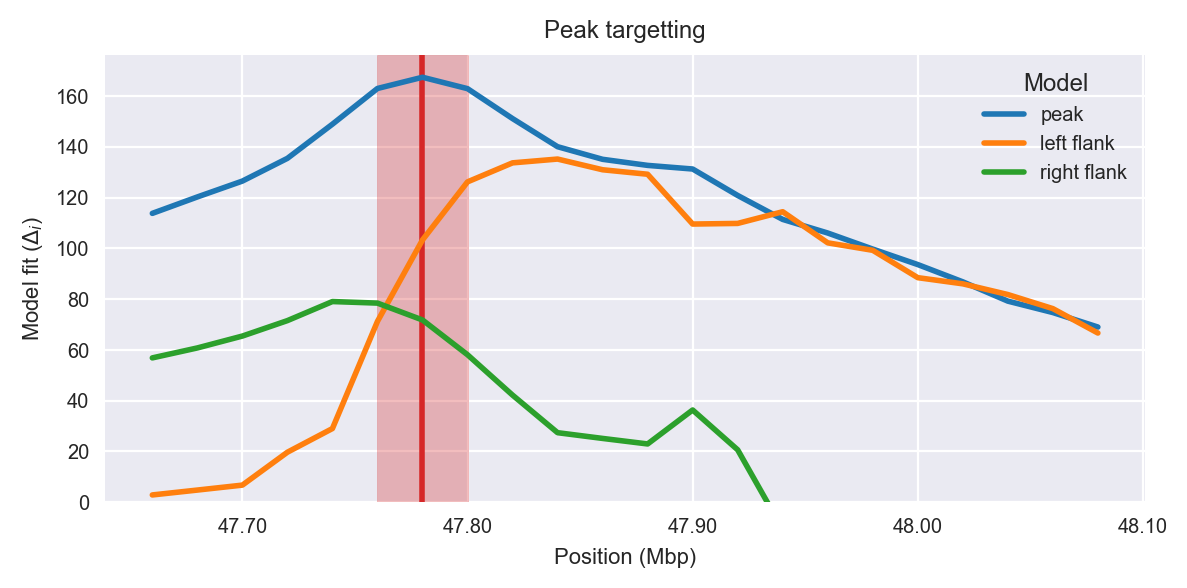 Peak targetting
Model
peak
left flank
right flank
160
140
120
100
80
60
40
20
0
Model fit (Δi)
47.70 47.80 47.90 48.00 48.10
Position (Mbp)